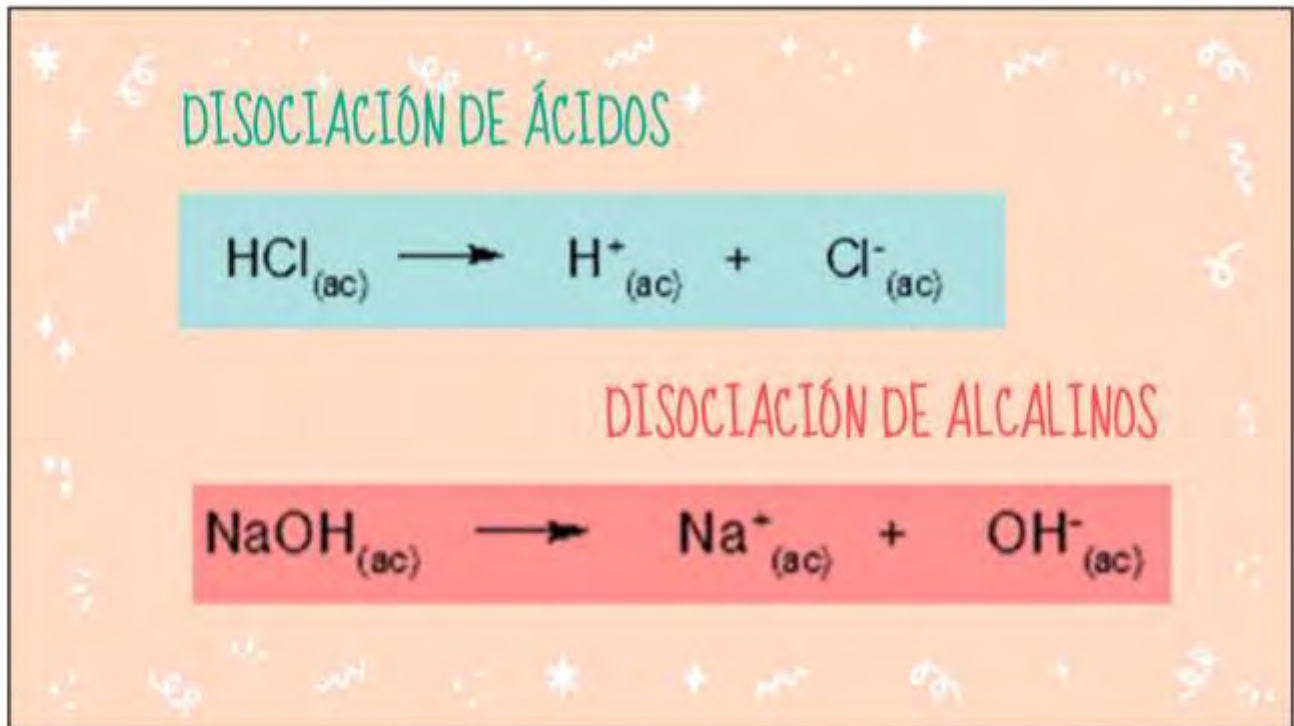 DISOCIACIÓN DE ÁCIDOS
HCl(ac) → H⁺(ac) + Cl⁻(ac)
DISOCIACIÓN DE ALCALINOS
NaOH(ac) → Na⁺(ac) + OH⁻(ac)